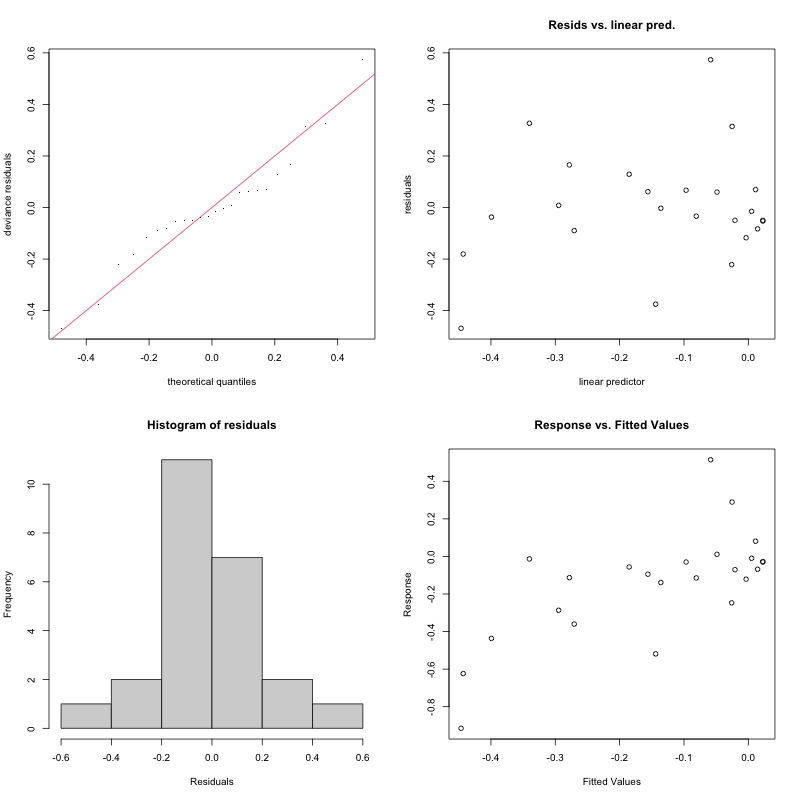 deviance residuals
0.6
0.4
0.2
0.0
-0.2
-0.4
-0.4 -0.2 0.0 0.2 0.4
theoretical quantiles
Resids vs. linear pred.
residuals
0.6
0.4
0.2
0.0
-0.2
-0.4
-0.4 -0.3 -0.2 -0.1 0.0
linear predictor
Histogram of residuals
Frequency
10
8
6
4
2
0
-0.6 -0.4 -0.2 0.0 0.2 0.4 0.6
Residuals
Response vs. Fitted Values
Response
0.4
0.2
0.0
-0.2
-0.4
-0.6
-0.8
-0.4 -0.3 -0.2 -0.1 0.0
Fitted Values